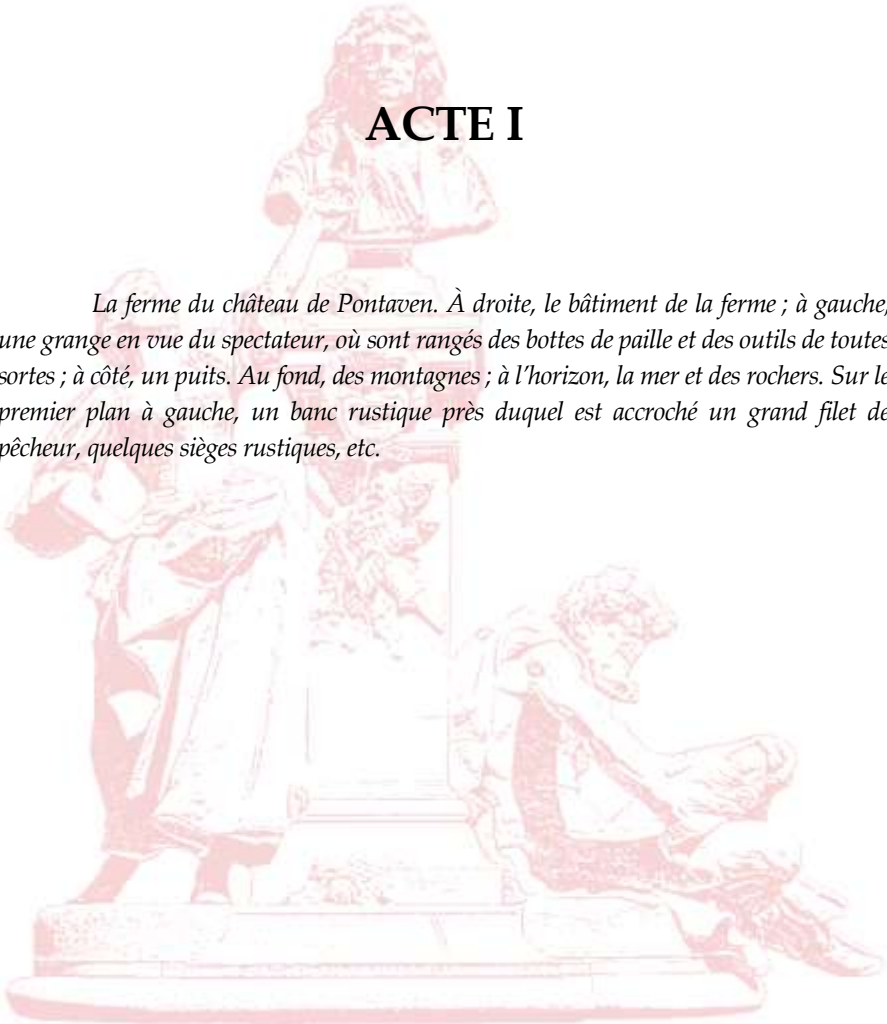 ACTE I
La ferme du château de Pontaven. À droite, le bâtiment de la ferme ; à gauche,
une grange en vue du spectateur, où sont rangés des bottes de paille et des outils de toutes
sortes ; à côté, un puits. Au fond, des montagnes ; à l’horizon, la mer et des rochers. Sur le
premier plan à gauche, un banc rustique près duquel est accroché un grand filet de
pêcheur, quelques sièges rustiques, etc.